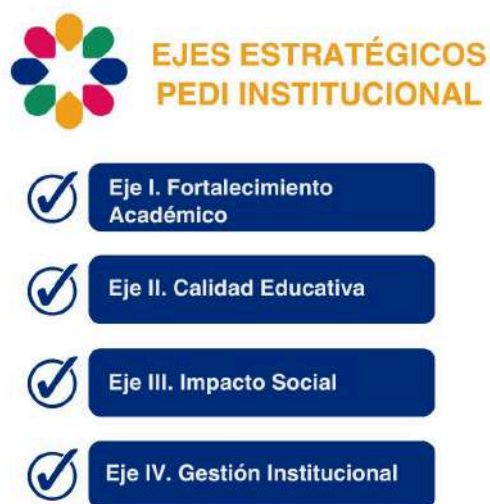 EJES ESTRATÉGICOS
PEDI INSTITUCIONAL
Eje I. Fortalecimiento
Académico
Eje II. Calidad Educativa
Eje III. Impacto Social
Eje IV. Gestión Institucional